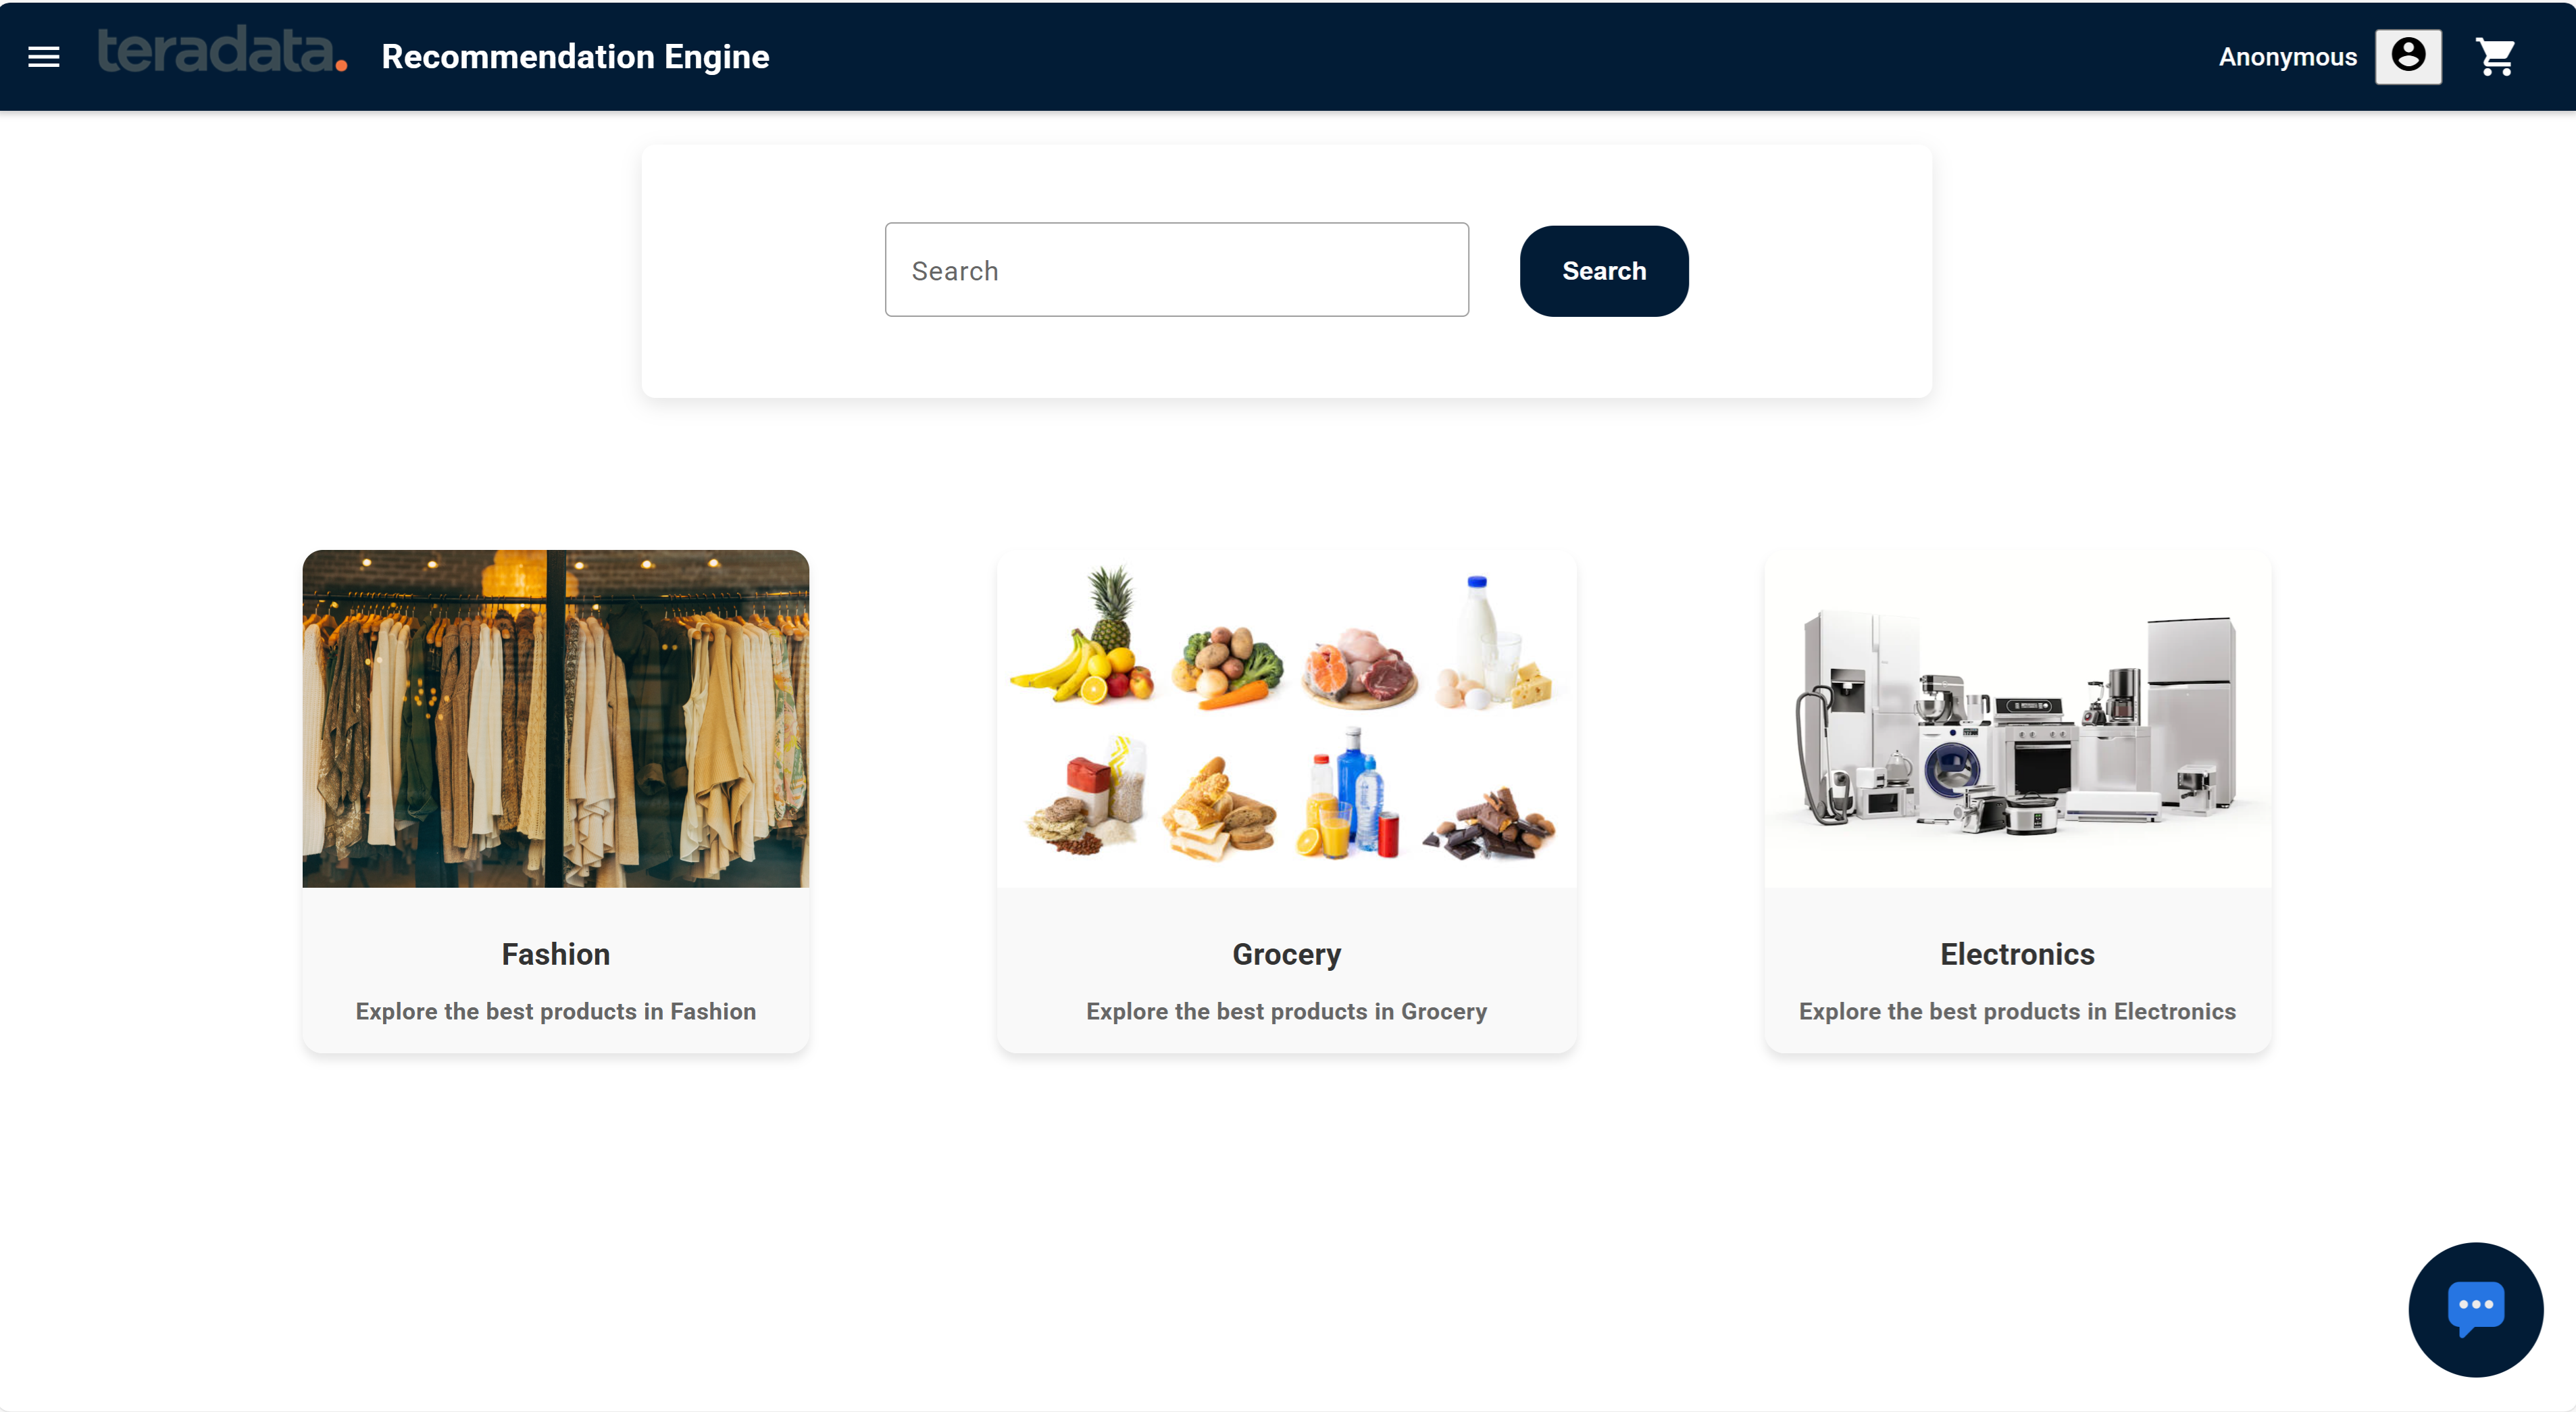 teradata.
Recommendation Engine
Anonymous
Search
Search
Fashion
Explore the best products in Fashion
Grocery
Explore the best products in Grocery
Electronics
Explore the best products in Electronics